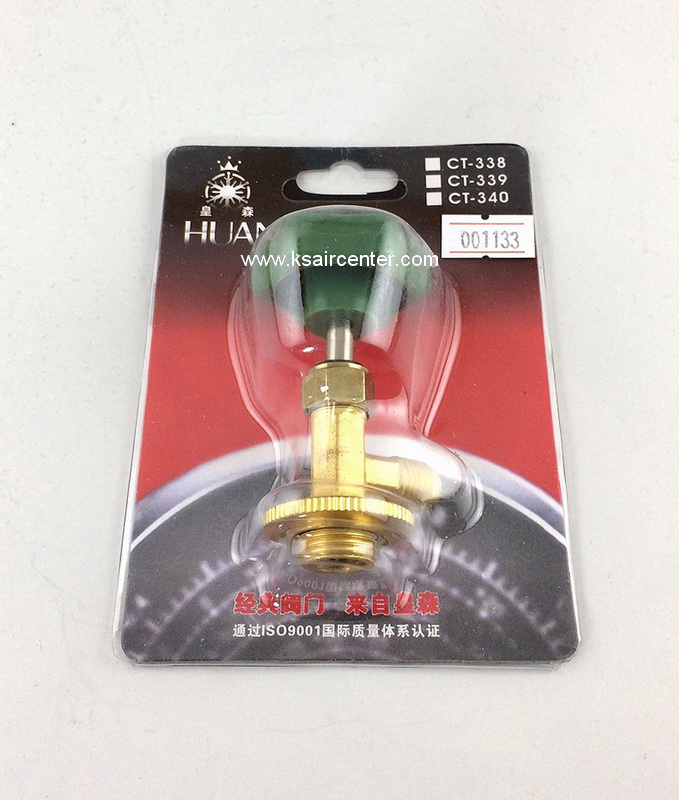 CT-338
CT-339
CT-340
皇 森
HUAN
001133
www.ksaircenter.com
经典阀门 来自皇森
通过ISO9001国际质量体系认证